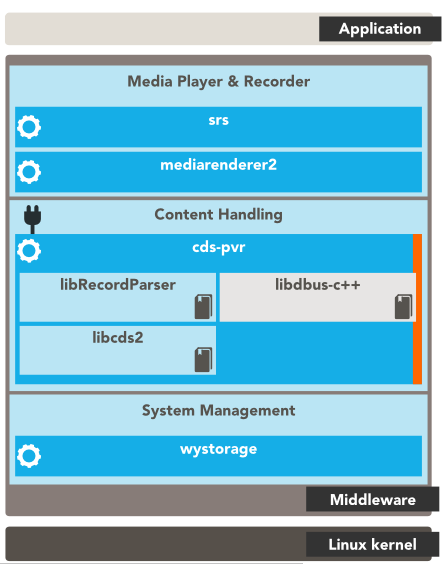 Application
Media Player & Recorder
srs
mediarenderer2
Content Handling
cds-pvr
libRecordParser
libdbus-c++
libcds2
System Management
wystorage
Middleware
Linux kernel